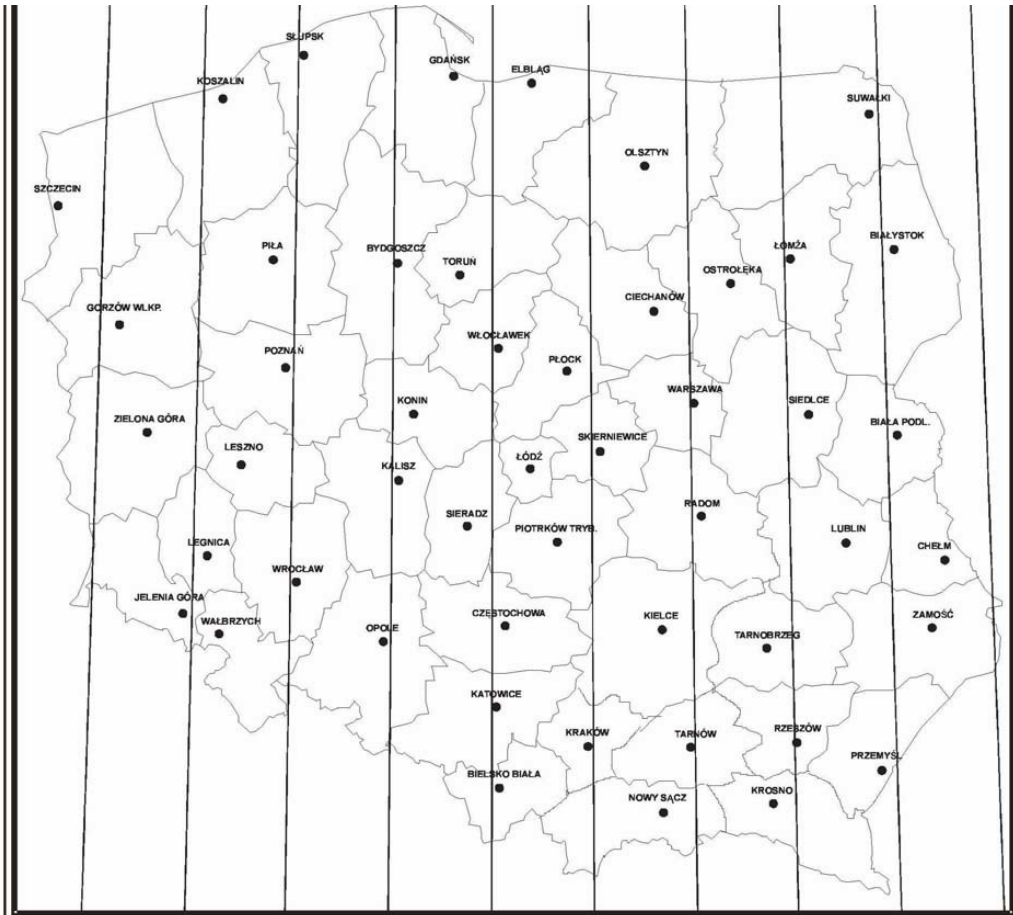 SŁUPSK
GDAŃSK
ELBLĄG
KOSZALIN
SUWAŁKI
OLSZTYN
SZCZECIN
BIAŁYSTOK
PIŁA
BYDGOSZCZ
ŁOMŻA
TORUŃ
OSTROŁĘKA
CIECHANÓW
GORZÓW WLKP.
WŁOCŁAWEK
POZNAŃ
PŁOCK
WARSZAWA
KONIN
SIEDLCE
ZIELONA GÓRA
BIAŁA PODL.
SKIERNIEWICE
LESZNO
ŁÓDŹ
KALISZ
RADOM
SIERADZ
PIOTRKÓW TRYB.
LUBLIN
LEGNICA
CHEŁM
WROCŁAW
JELENIA GÓRA
CZĘSTOCHOWA
KIELCE
ZAMOŚĆ
WAŁBRZYCH
OPOLE
TARNOBRZEG
KATOWICE
RZESZÓW
KRAKÓW
TARNÓW
PRZEMYŚL
BIELSKO BIAŁA
KROSNO
NOWY SĄCZ